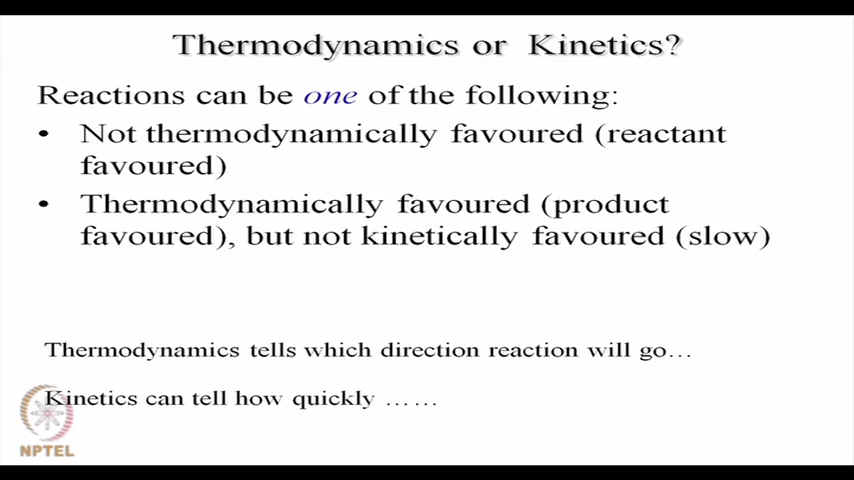 Thermodynamics or Kinetics?
Reactions can be one of the following:
• Not thermodynamically favoured (reactant
favoured)
• Thermodynamically favoured (product
favoured), but not kinetically favoured (slow)
Thermodynamics tells which direction reaction will go…
Kinetics can tell how quickly ……
NPTEL